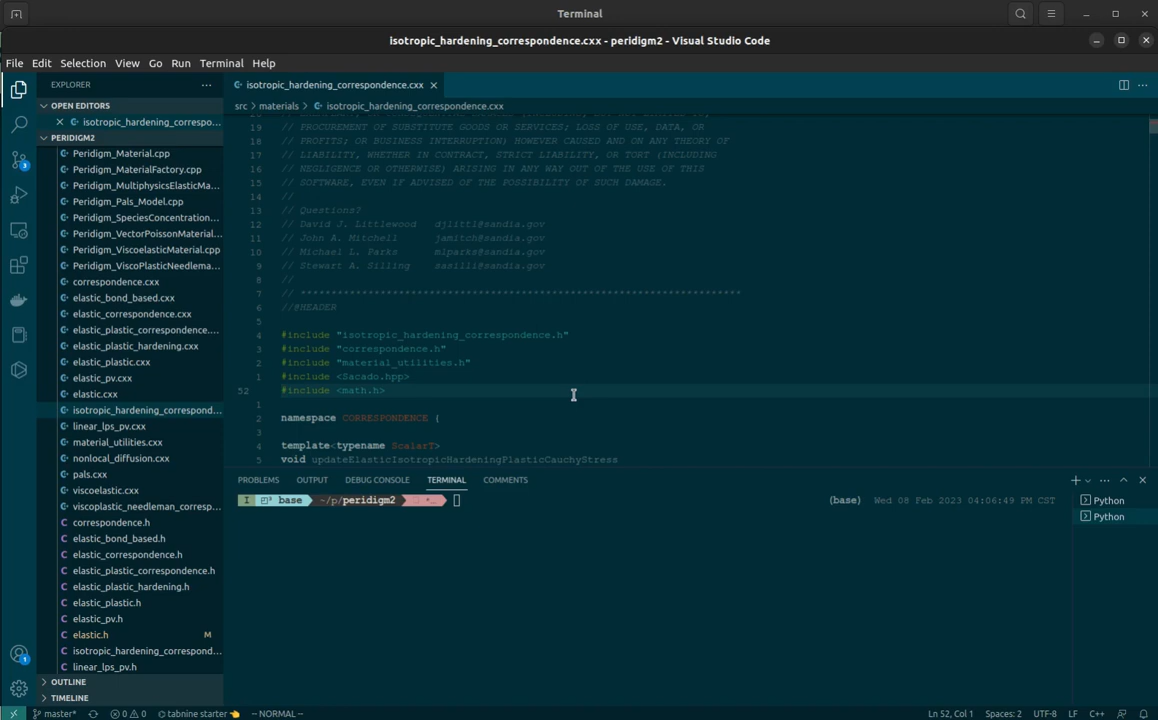 Terminal
isotropic_hardening_correspondence.cxx - peridigm2 - Visual Studio Code
File Edit Selection View Go Run Terminal Help
EXPLORER
OPEN EDITORS
isotropic_hardening_correspo...
PERIDIGM2
Peridigm_Material.cpp
Peridigm_MaterialFactory.cpp
Peridigm_MultiphysicsElasticMa...
Peridigm_Pals_Model.cpp
Peridigm_SpeciesConcentration...
Peridigm_VectorPoissonMaterial...
Peridigm_ViscoelasticMaterial.cpp
Peridigm_ViscoPlasticNeedlema...
correspondence.cxx
elastic_bond_based.cxx
elastic_correspondence.cxx
elastic_plastic_correspondence....
elastic_plastic_hardening.cxx
elastic_plastic.cxx
elastic_pv.cxx
elastic.cxx
isotropic_hardening_correspond...
linear_lps_pv.cxx
material_utilities.cxx
nonlocal_diffusion.cxx
pals.cxx
viscoelastic.cxx
viscoplastic_needleman_corresp...
C correspondence.h
C elastic_bond_based.h
C elastic_correspondence.h
C elastic_plastic_correspondence.h
C elastic_plastic_hardening.h
C elastic_plastic.h
C elastic_pv.h
C elastic.h M
C isotropic_hardening_correspond...
C linear_lps_pv.h
OUTLINE
TIMELINE
3
1
isotropic_hardening_correspondence.cxx
src > materials > isotropic_hardening_correspondence.cxx
19 // PROCUREMENT OF SUBSTITUTE GOODS OR SERVICES; LOSS OF USE, DATA, OR
18 // PROFITS; OR BUSINESS INTERRUPTION) HOWEVER CAUSED AND ON ANY THEORY OF
17 // LIABILITY, WHETHER IN CONTRACT, STRICT LIABILITY, OR TORT (INCLUDING
16 // NEGLIGENCE OR OTHERWISE) ARISING IN ANY WAY OUT OF THE USE OF THIS
15 // SOFTWARE, EVEN IF ADVISED OF THE POSSIBILITY OF SUCH DAMAGE.
14 //
13 // Questions?
12 // David J. Littlewood djlittl@sandia.gov
11 // John A. Mitchell jamitch@sandia.gov
10 // Michael L. Parks mlparks@sandia.gov
9 // Stewart A. Silling sasilli@sandia.gov
8 //
7 // ************************************************************************
6 //@HEADER
5
4 #include "isotropic_hardening_correspondence.h"
3 #include "correspondence.h"
2 #include "material_utilities.h"
1 #include <Sacado.hpp>
52 #include <math.h>
1
2 namespace CORRESPONDENCE {
3
4 template<typename ScalarT>
5 void updateElasticIsotropicHardeningPlasticCauchyStress
PROBLEMS OUTPUT DEBUG CONSOLE TERMINAL COMMENTS
I base ~/p/peridigm2 (base) Wed 08 Feb 2023 04:06:49 PM CST
Python
Python
master* 0 0 tabnine starter -- NORMAL -- Ln 52, Col 1 Spaces: 2 UTF-8 LF C++